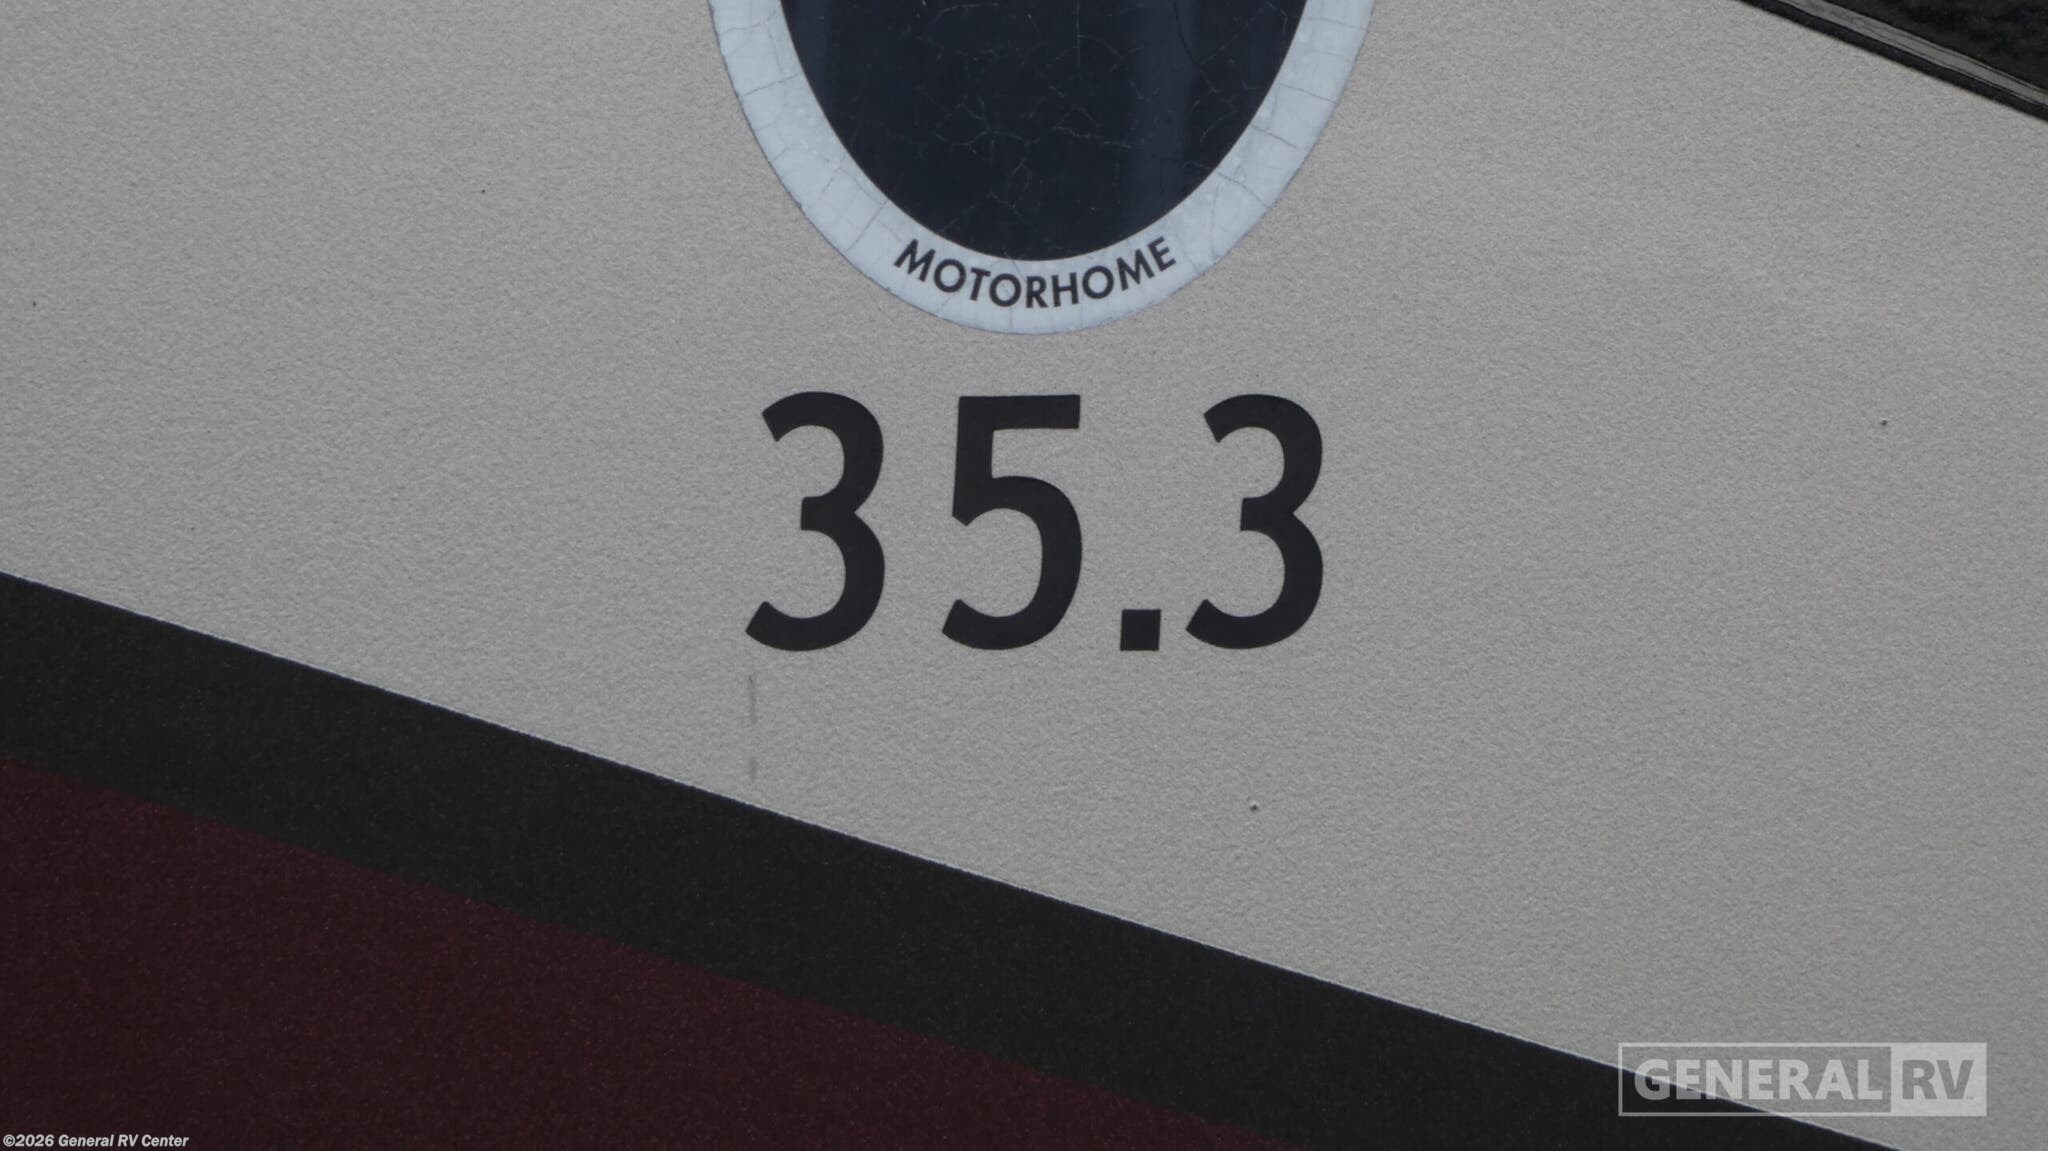 MOTORHOME
35.3
GENERAL RV
©2026 General RV Center